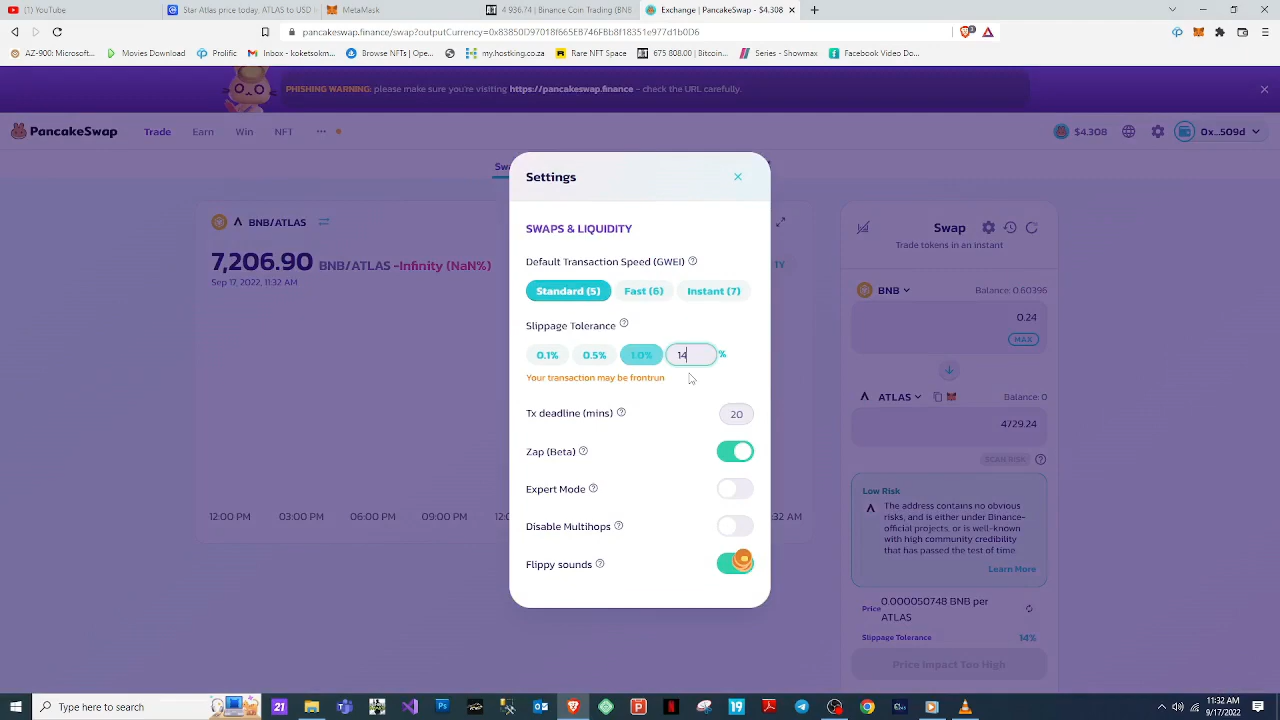 (1) YouTube
Star Atlas price today, ATLAS to USD
MetaMask
4 936.74 | Binance Coin Trading (BNB
Exchange | PancakeSwap - $4.308
pancakeswap.finance/swap?outputCurrency=0x83850D97018f665EB746FBb8f18351e977d1b0D6
AZ-900: Microsoft...
Movies Download
Prolific
Inbox - koketsokm...
Browse NFTs | Ope...
my.hostking.com
Rare NFT Space
675 808.00 | Bitcoin...
Series - Showmax
Facebook Video Do...
PHISHING WARNING: please make sure you're visiting https://pancakeswap.finance - check the URL carefully.
PancakeSwap
Trade
Earn
Win
NFT
$4.308
0x...509d
Swa
BNB/ATLAS
7,206.90 BNB/ATLAS -Infinity (NaN%)
Sep 17, 2022, 11:32 AM
TY
12:00 PM
03:00 PM
06:00 PM
09:00 PM
12:0
:32 AM
Settings
SWAPS & LIQUIDITY
Default Transaction Speed (GWEI)
Standard (5)
Fast (6)
Instant (7)
Slippage Tolerance
0.1%
0.5%
1.0%
14
%
Your transaction may be frontrun
Tx deadline (mins)
20
Zap (Beta)
Expert Mode
Disable Multihops
Flippy sounds
Swap
Trade tokens in an instant
BNB
Balance: 0.60396
0.24
MAX
ATLAS
Balance: 0
4729.24
SCAN RISK
Low Risk
The address contains no obvious
risks, and is either under Binance-
official projects, or is well-known
with high community credibility
that has passed the test of time
Learn More
Price
0.000050748 BNB per
ATLAS
Slippage Tolerance
14%
Price Impact Too High
Type here to search
11:32 AM
9/17/2022